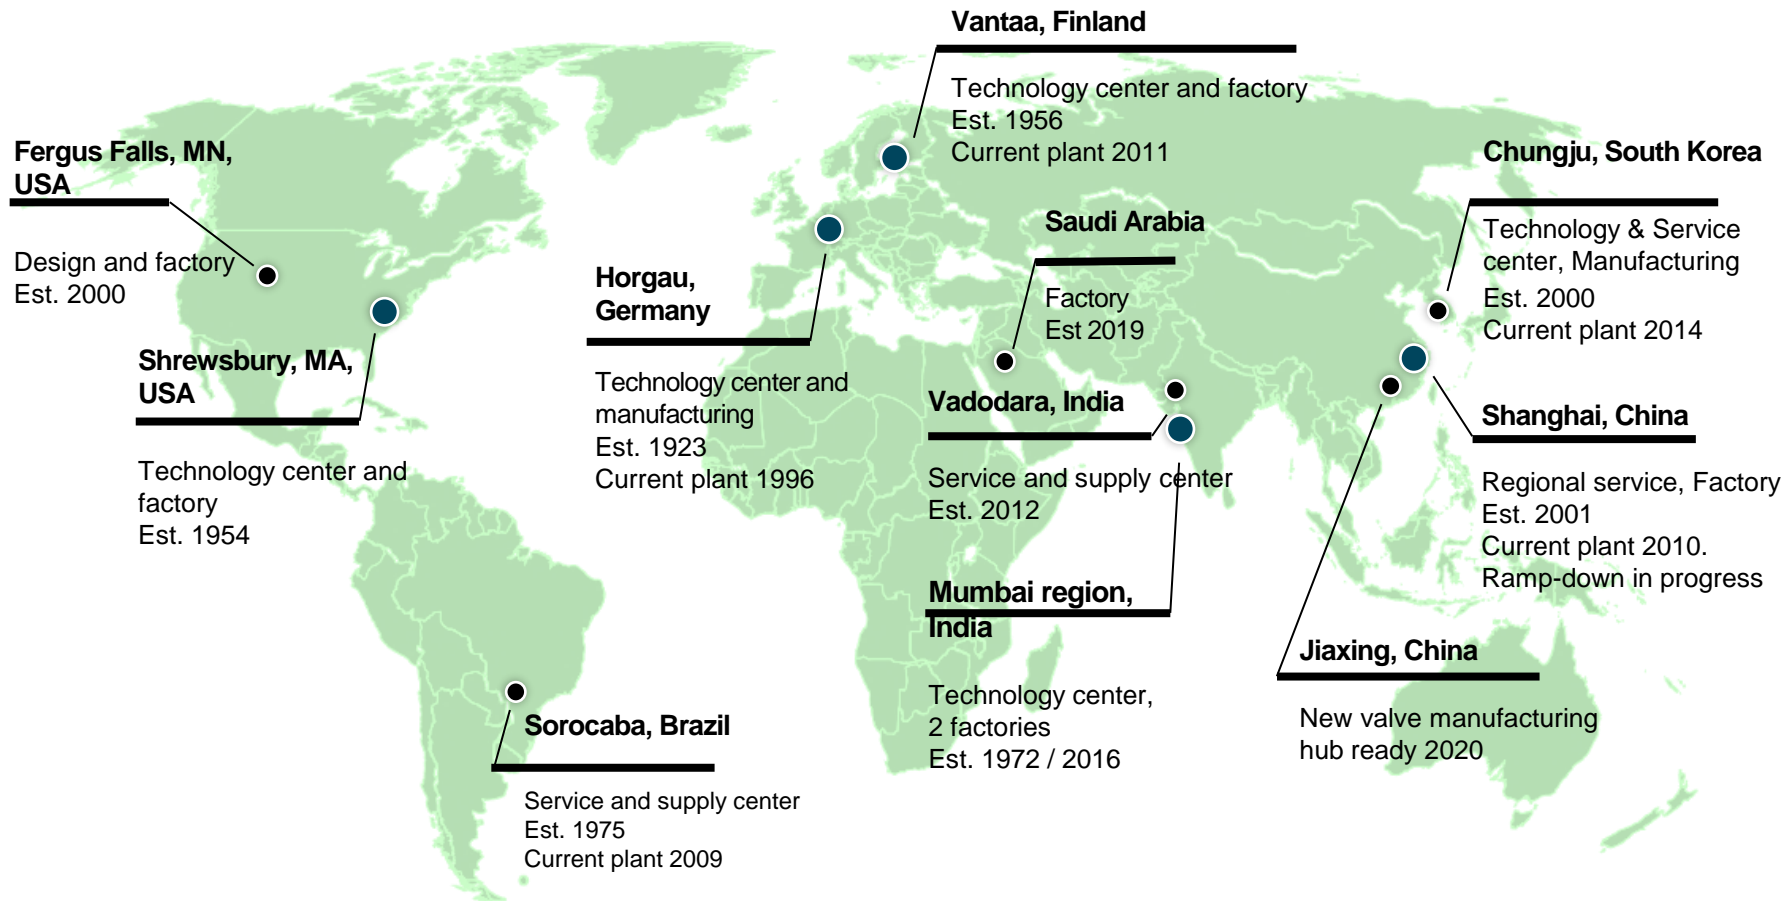 Vantaa, Finland
Technology center and factory
Est. 1956
Current plant 2011
Fergus Falls, MN,
USA
Design and factory
Est. 2000
Shrewsbury, MA,
USA
Technology center and
factory
Est. 1954
Horgau,
Germany
Technology center and
manufacturing
Est. 1923
Current plant 1996
Saudi Arabia
Factory
Est 2019
Chungju, South Korea
Technology & Service
center, Manufacturing
Est. 2000
Current plant 2014
Vadodara, India
Service and supply center
Est. 2012
Shanghai, China
Regional service, Factory
Est. 2001
Current plant 2010.
Ramp-down in progress
Mumbai region,
India
Technology center,
2 factories
Est. 1972 / 2016
Jiaxing, China
New valve manufacturing
hub ready 2020
Sorocaba, Brazil
Service and supply center
Est. 1975
Current plant 2009